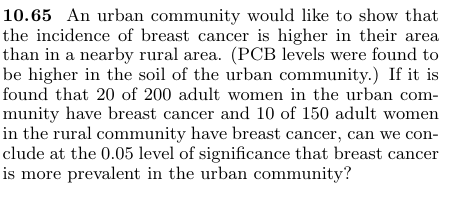 10.65 An urban community would like to show that
the incidence of breast cancer is higher in their area
than in a nearby rural area. (PCB levels were found to
be higher in the soil of the urban community.) If it is
found that 20 of 200 adult women in the urban com-
munity have breast cancer and 10 of 150 adult women
in the rural community have breast cancer, can we con-
clude at the 0.05 level of significance that breast cancer
is more prevalent in the urban community?